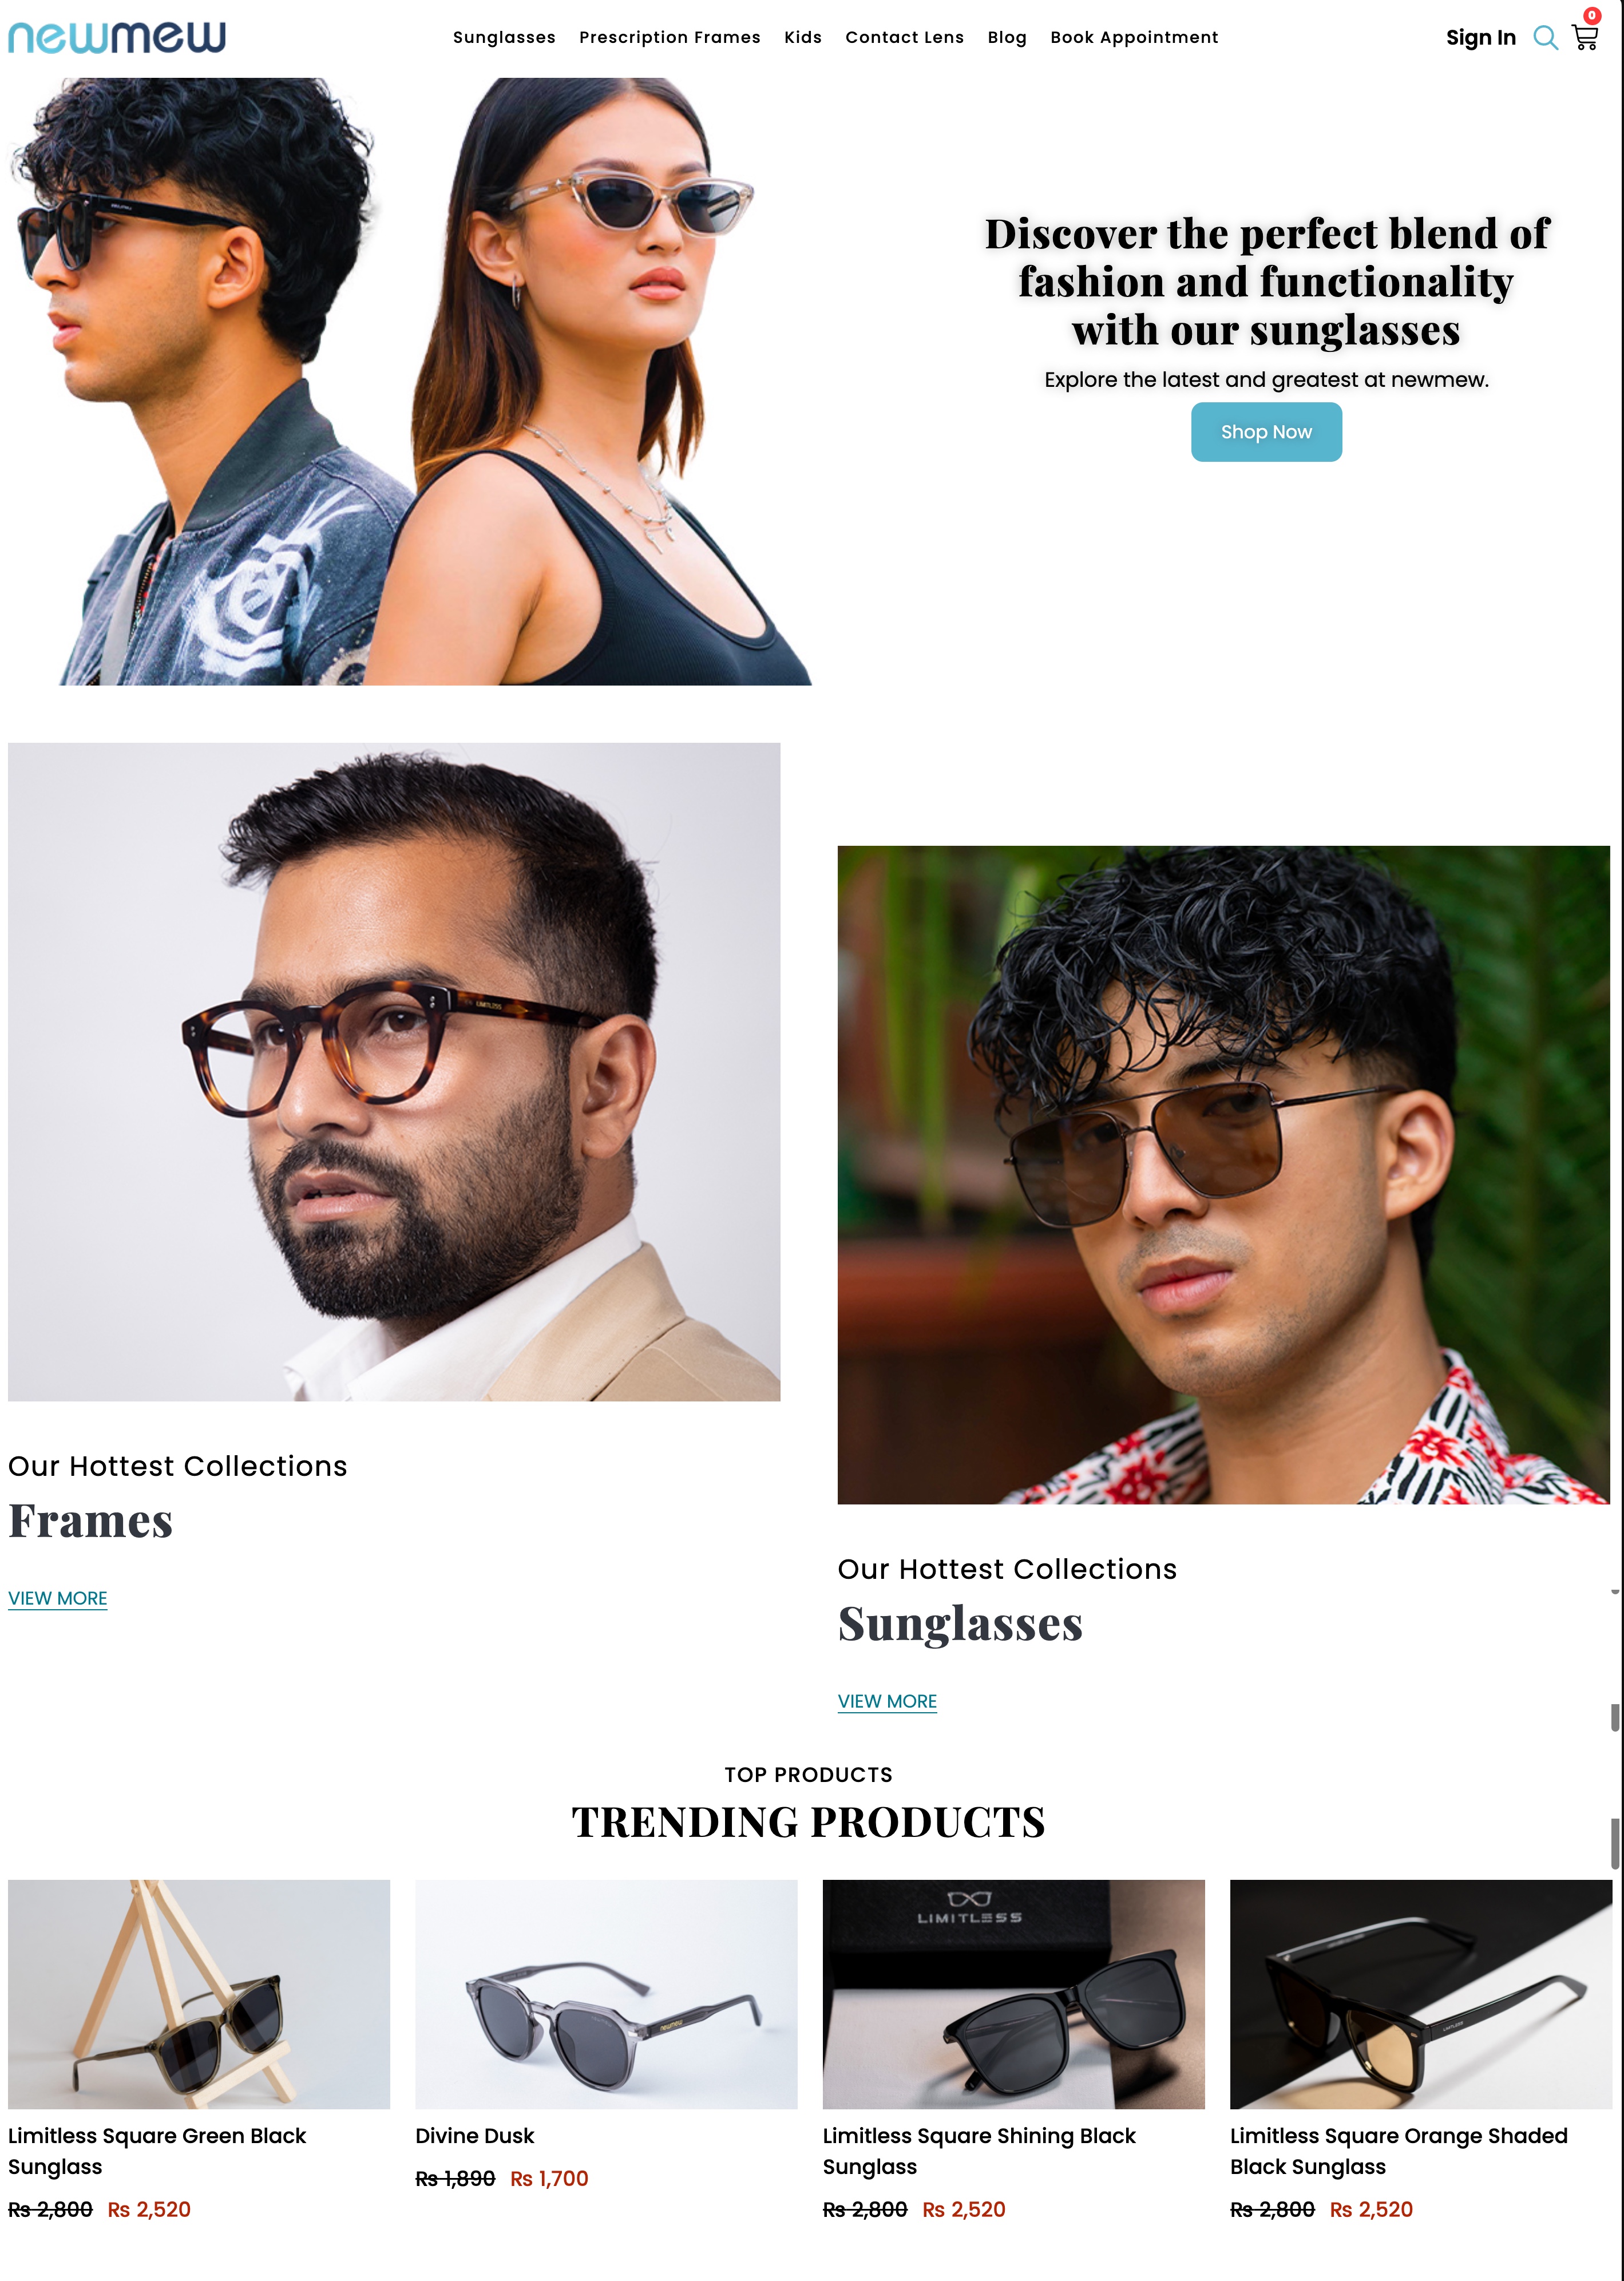 newmew
Sunglasses Prescription Frames Kids Contact Lens Blog Book Appointment
Sign In
0
Discover the perfect blend of
fashion and functionality
with our sunglasses
Explore the latest and greatest at newmew.
Shop Now
LIMITLESS
Our Hottest Collections
Frames
VIEW MORE
Our Hottest Collections
Sunglasses
VIEW MORE
TOP PRODUCTS
TRENDING PRODUCTS
newmew
LIMITLESS
LIMITLESS
Limitless Square Green Black
Sunglass
Rs 2,800 Rs 2,520
Divine Dusk
Rs 1,890 Rs 1,700
Limitless Square Shining Black
Sunglass
Rs 2,800 Rs 2,520
Limitless Square Orange Shaded
Black Sunglass
Rs 2,800 Rs 2,520